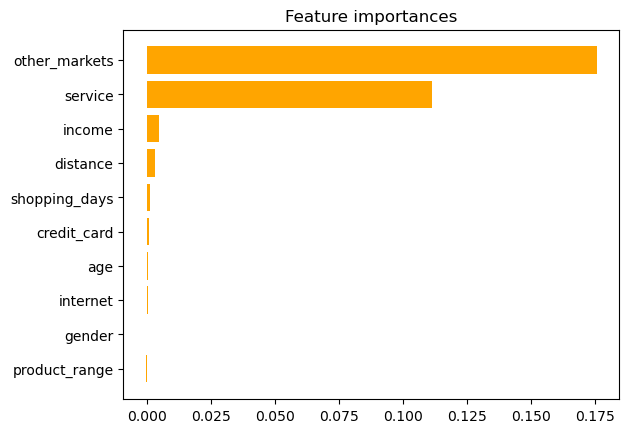 Feature importances
other_markets
service
income
distance
shopping_days
credit_card
age
internet
gender
product_range
0.000 0.025 0.050 0.075 0.100 0.125 0.150 0.175